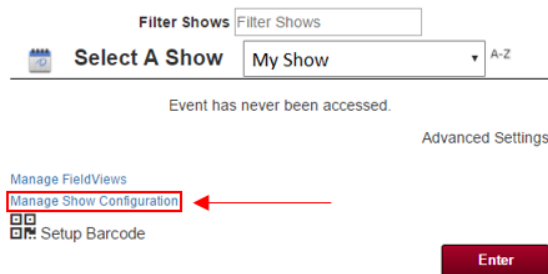 Filter Shows Filter Shows
Select A Show My Show A-Z
Event has never been accessed.
Advanced Settings
Manage FieldViews
Manage Show Configuration
Setup Barcode
Enter